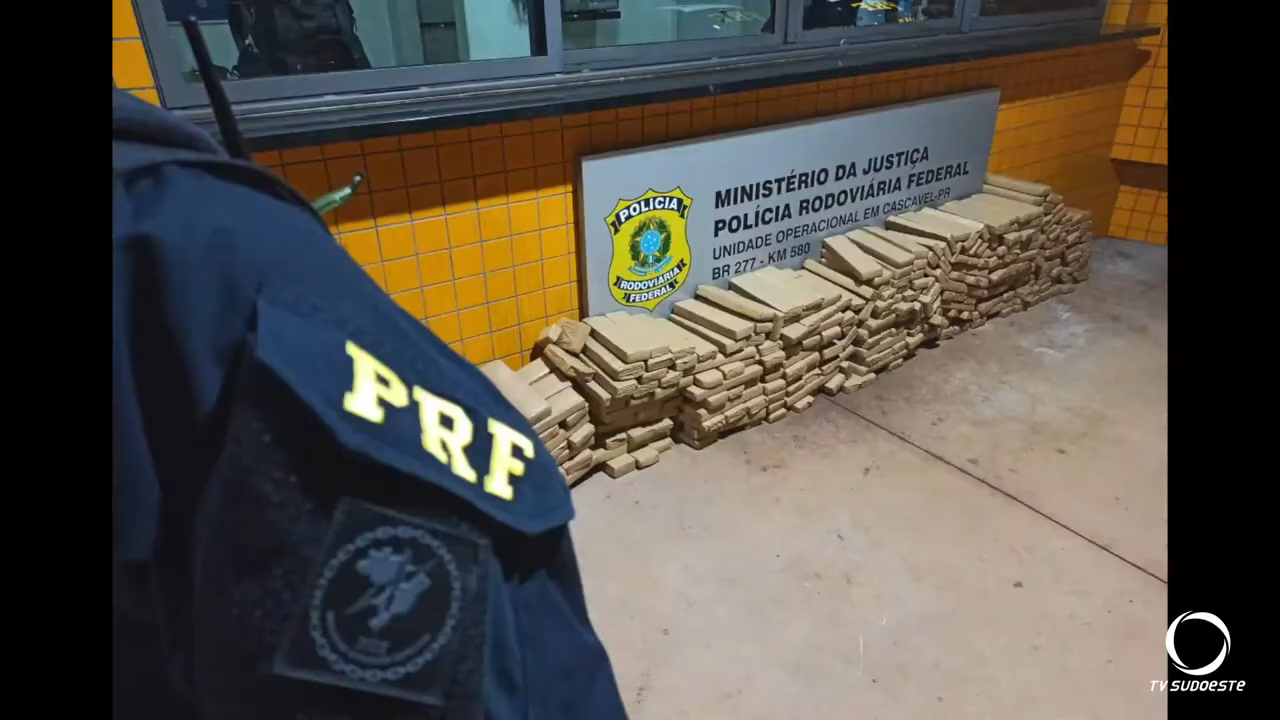 MINISTÉRIO DA JUSTIÇA
POLÍCIA RODOVIÁRIA FEDERAL
UNIDADE OPERACIONAL EM CASCAVEL-PR
BR 277 - KM 580
POLÍCIA
RODOVIÁRIA
FEDERAL
PRF
TV SUDOESTE